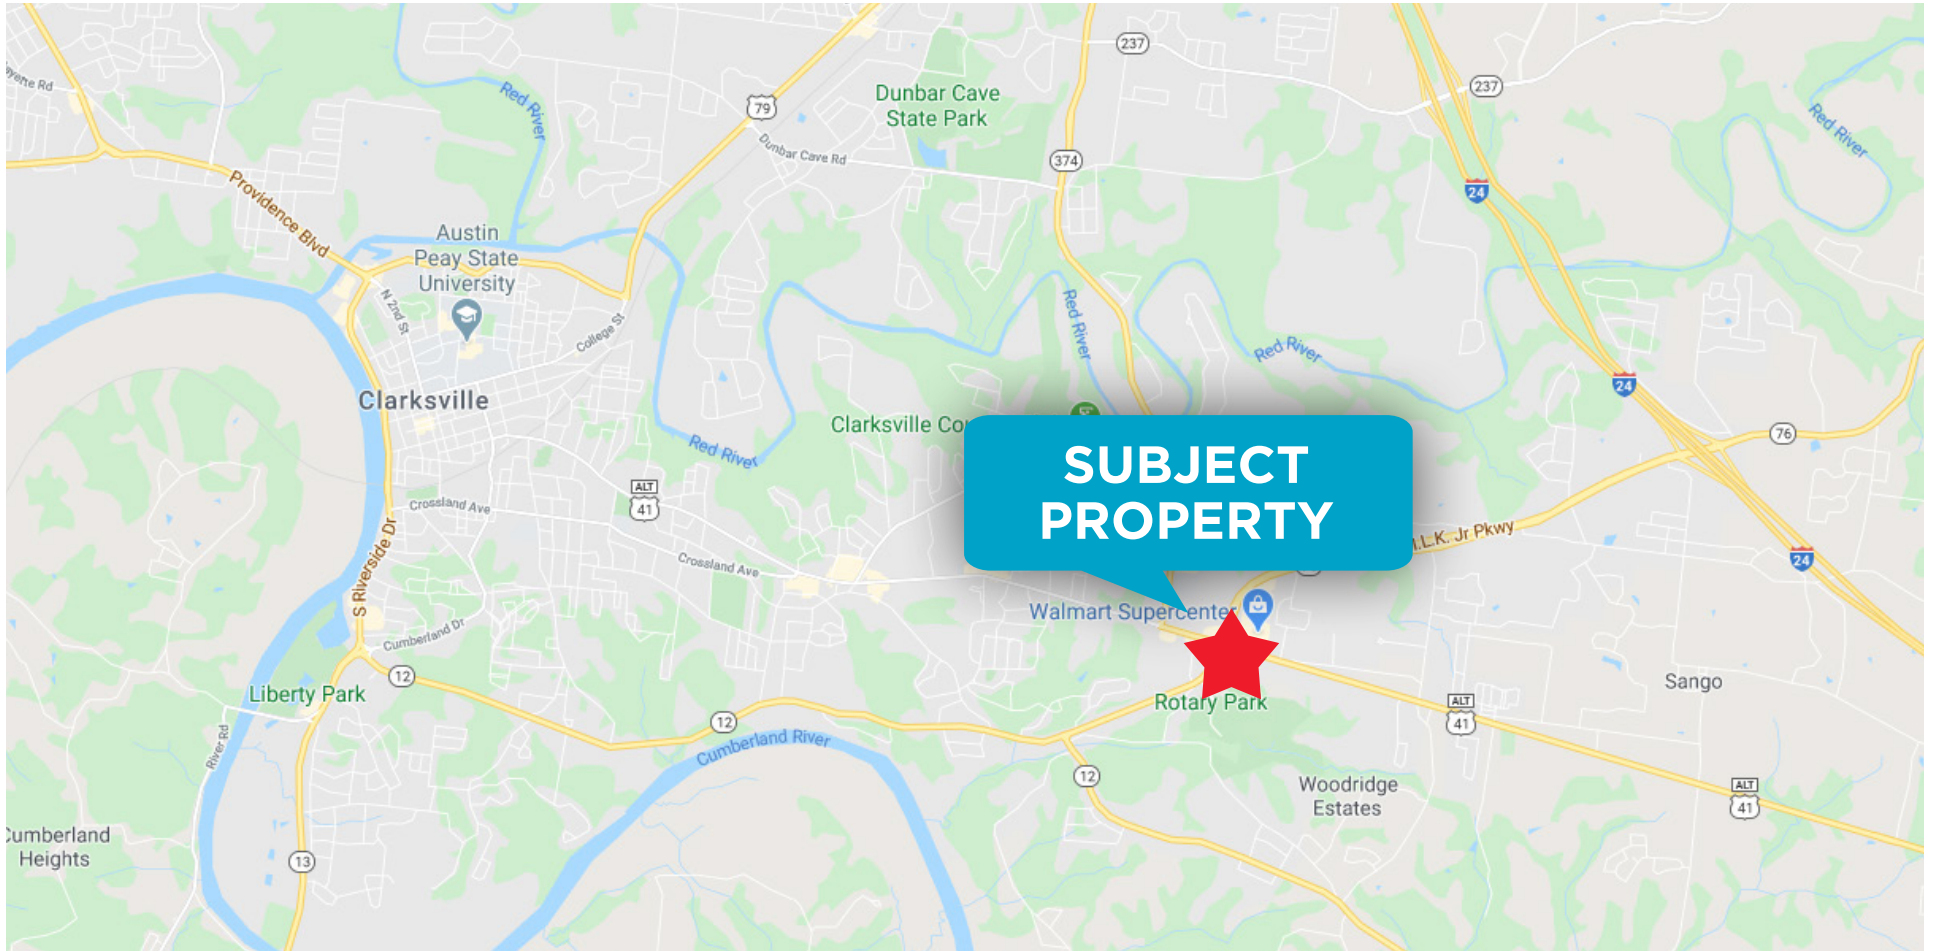 237
Red River
79
Dunbar Cave
State Park
237
Red River
Dunbar Cave Rd
374
24
Providence Blvd
Austin
Peay State
University
N 2nd St
College St
Red River
Red River
24
Clarksville
Clarksville
76
Red River
SUBJECT
PROPERTY
ALT
41
Crossland Ave
Crossland Ave
Jr Pkwy
24
S Riverside Dr
Walmart Supercenter
Cumberland Dr
12
Liberty Park
Rotary Park
Sango
ALT
41
12
River Rd
Cumberland River
12
Woodridge
Estates
ALT
41
Cumberland
Heights
13